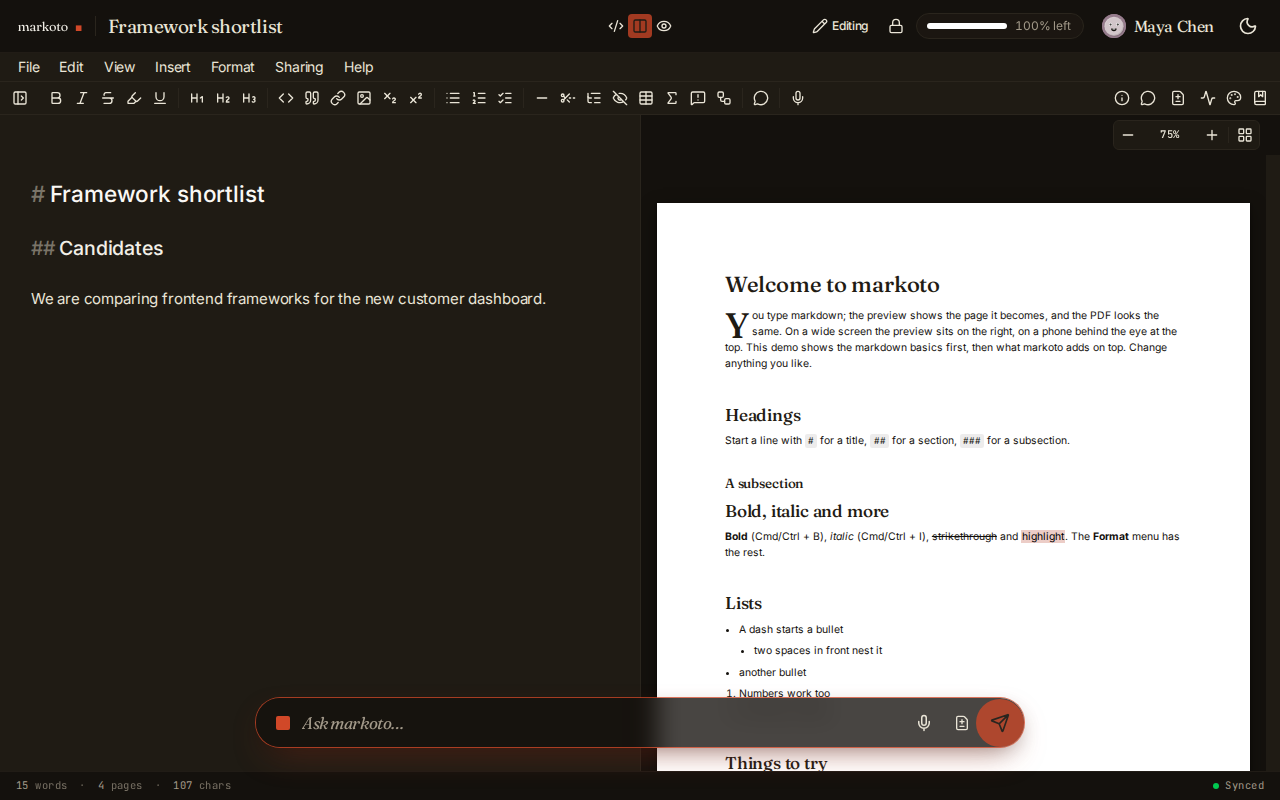 markoto
Framework shortlist
Editing
100% left
Maya Chen
File Edit View Insert Format Sharing Help
H1 H2 H3
75%
# Framework shortlist
## Candidates
We are comparing frontend frameworks for the new customer dashboard.
Welcome to markoto
You type markdown; the preview shows the page it becomes, and the PDF looks the
same. On a wide screen the preview sits on the right, on a phone behind the eye at the
top. This demo shows the markdown basics first, then what markoto adds on top. Change
anything you like.
Headings
Start a line with # for a title, ## for a section, ### for a subsection.
A subsection
Bold, italic and more
Bold (Cmd/Ctrl + B), italic (Cmd/Ctrl + I), strikethrough and highlight. The Format menu has
the rest.
Lists
• A dash starts a bullet
• two spaces in front nest it
• another bullet
1. Numbers work too
Things to try
Ask markoto...
15 words · 4 pages · 107 chars
Synced